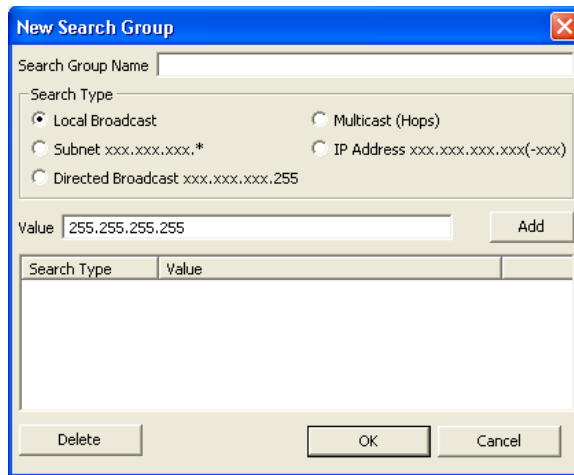 New Search Group
Search Group Name
Search Type
Local Broadcast
Multicast (Hops)
Subnet xxx.xxx.xxx.*
IP Address xxx.xxx.xxx.xxx(-xxx)
Directed Broadcast xxx.xxx.xxx.255
Value 255.255.255.255 Add
Search Type Value
Delete OK Cancel